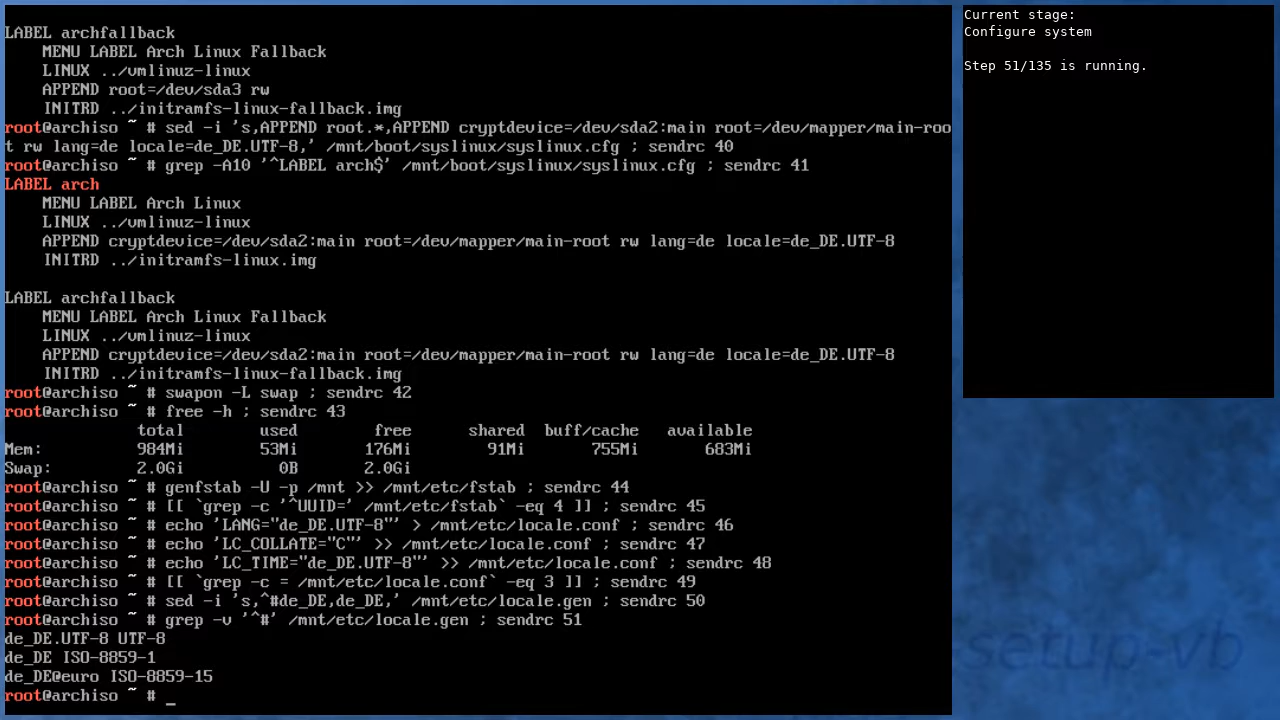 LABEL archfallback
    MENU LABEL Arch Linux Fallback
    LINUX ../vmlinuz-linux
    APPEND root=/dev/sda3 rw
    INITRD ../initramfs-linux-fallback.img
root@archiso ~ # sed -i 's,APPEND root.*,APPEND cryptdevice=/dev/sda2:main root=/dev/mapper/main-roo
t rw lang=de locale=de_DE.UTF-8,' /mnt/boot/syslinux/syslinux.cfg ; sendrc 40
root@archiso ~ # grep -A10 '^LABEL arch$' /mnt/boot/syslinux/syslinux.cfg ; sendrc 41
LABEL arch
    MENU LABEL Arch Linux
    LINUX ../vmlinuz-linux
    APPEND cryptdevice=/dev/sda2:main root=/dev/mapper/main-root rw lang=de locale=de_DE.UTF-8
    INITRD ../initramfs-linux.img

LABEL archfallback
    MENU LABEL Arch Linux Fallback
    LINUX ../vmlinuz-linux
    APPEND cryptdevice=/dev/sda2:main root=/dev/mapper/main-root rw lang=de locale=de_DE.UTF-8
    INITRD ../initramfs-linux-fallback.img
root@archiso ~ # swapon -L swap ; sendrc 42
root@archiso ~ # free -h ; sendrc 43
              total        used        free      shared  buff/cache   available
Mem:          984Mi        53Mi       176Mi        91Mi       755Mi       683Mi
Swap:         2.0Gi          0B       2.0Gi
root@archiso ~ # genfstab -U -p /mnt >> /mnt/etc/fstab ; sendrc 44
root@archiso ~ # [[ `grep -c '^UUID=' /mnt/etc/fstab` -eq 4 ]] ; sendrc 45
root@archiso ~ # echo 'LANG="de_DE.UTF-8"' > /mnt/etc/locale.conf ; sendrc 46
root@archiso ~ # echo 'LC_COLLATE="C"' >> /mnt/etc/locale.conf ; sendrc 47
root@archiso ~ # echo 'LC_TIME="de_DE.UTF-8"' >> /mnt/etc/locale.conf ; sendrc 48
root@archiso ~ # [[ `grep -c = /mnt/etc/locale.conf` -eq 3 ]] ; sendrc 49
root@archiso ~ # sed -i 's,^#de_DE,de_DE,' /mnt/etc/locale.gen ; sendrc 50
root@archiso ~ # grep -v '^#' /mnt/etc/locale.gen ; sendrc 51
de_DE.UTF-8 UTF-8
de_DE ISO-8859-1
de_DE@euro ISO-8859-15
root@archiso ~ # _
Current stage:
Configure system

Step 51/135 is running.
setup-vb